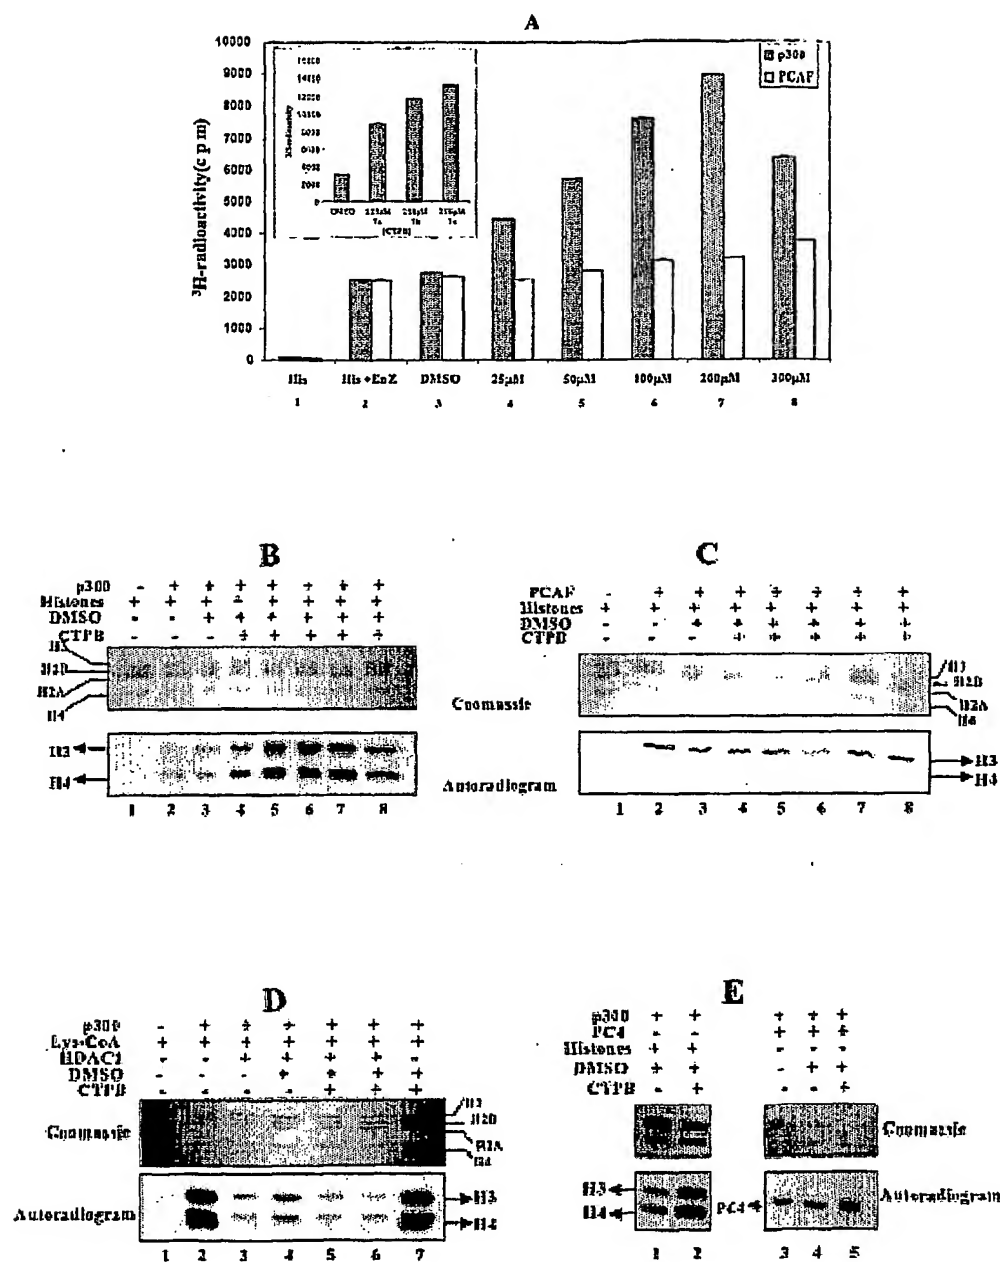 A
10000
9000
8000
7000
6000
5000
4000
3000
2000
1000
0
³H-radioactivity(c p m)
p300
PCAF
DMSO
[CTPB]
His His +EnZ DMSO 25µM 50µM 100µM 200µM 300µM
1 2 3 4 5 6 7 8
B
p300 - + + + + + + +
Histones + + + + + + + +
DMSO - - + + + + + +
CTPB - - - + + + + +
H2B
H2A
H4
Coomassie
H3
H4
Autoradiogram
1 2 3 4 5 6 7 8
C
PCAF - + + + + + + +
Histones + + + + + + + +
DMSO - - + + + + + +
CTPB - - - + + + + +
H3
H2B
H2A
H4
H3
H4
1 2 3 4 5 6 7 8
D
p300 - + + + + + +
Lys-CoA + + + + + + +
HDAC1 - - + + + + -
DMSO - - - + + + +
CTPB - - - - + + +
Coomassie
H3
H2B
H2A
H4
Autoradiogram
H3
H4
1 2 3 4 5 6 7
E
p300 + + + + +
PC4 - - + + +
Histones + + - - -
DMSO + + - + +
CTPB - + - - +
Coomassie
H3
H4
PC4
Autoradiogram
1 2 3 4 5